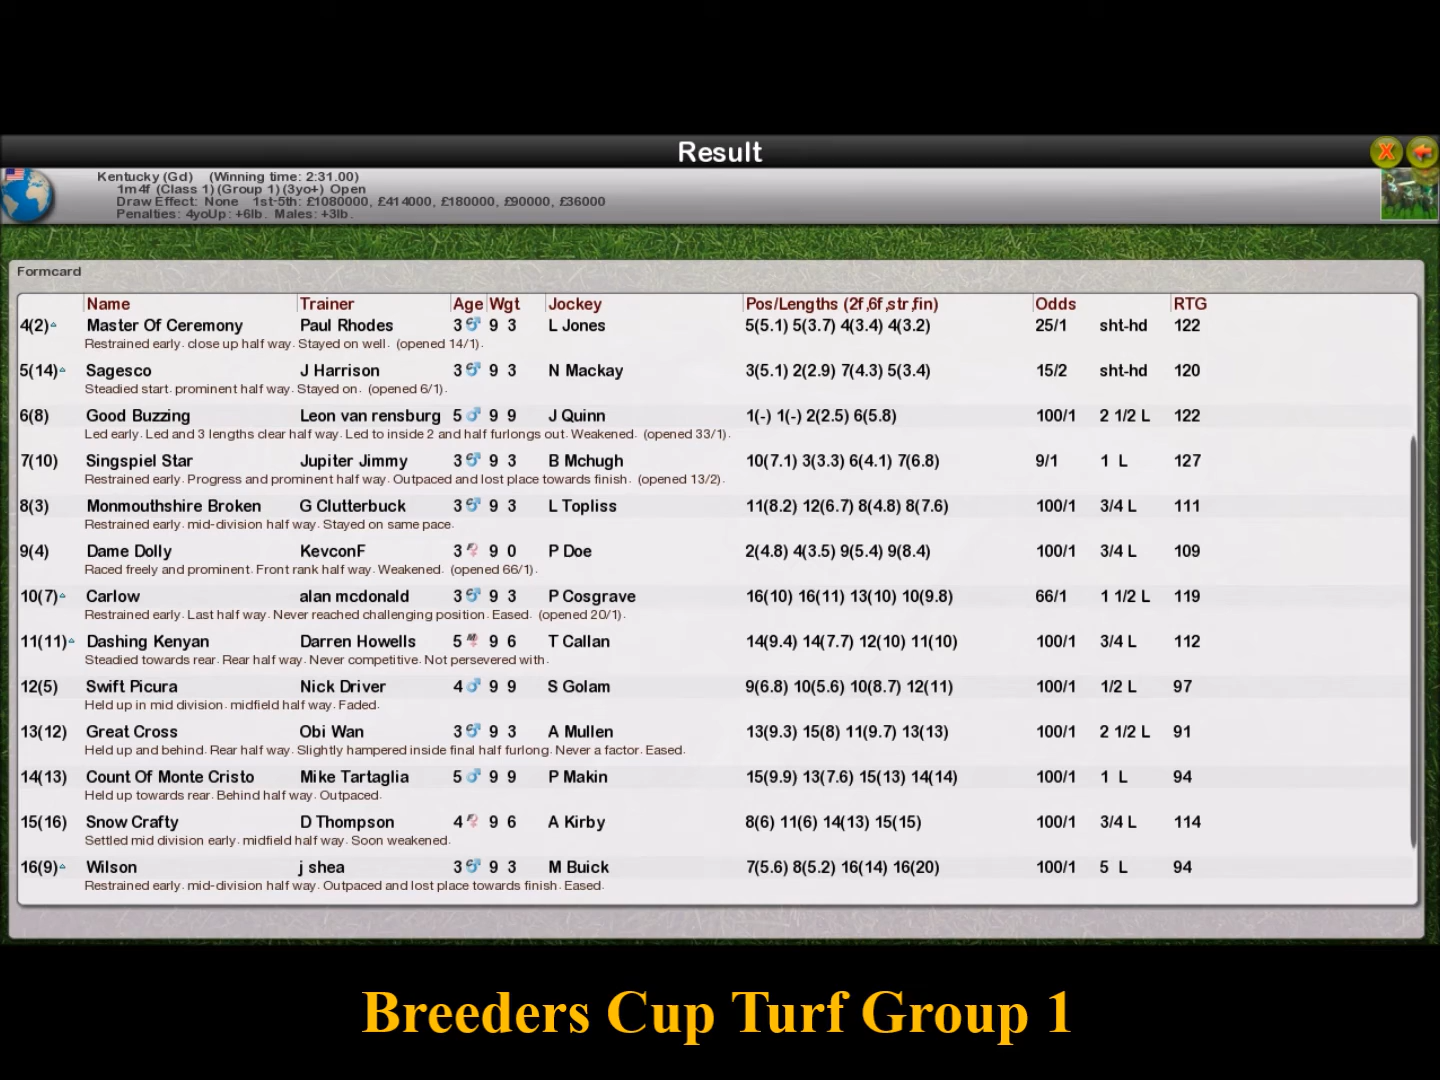 Result
X
Kentucky (Gd) (Winning time: 2:31.00)
1m4f (Class 1) (Group 1) (3yo+) Open
Draw Effect: None 1st-5th: £1080000, £414000, £180000, £90000, £36000
Penalties: 4yoUp: +6lb. Males: +3lb.
Formcard
Name Trainer Age Wgt Jockey Pos/Lengths (2f,6f,str,fin) Odds RTG
4(2) Master Of Ceremony Paul Rhodes 3 9 3 L Jones 5(5.1) 5(3.7) 4(3.4) 4(3.2) 25/1 sht-hd 122
Restrained early. close up half way. Stayed on well. (opened 14/1).
5(14) Sagesco J Harrison 3 9 3 N Mackay 3(5.1) 2(2.9) 7(4.3) 5(3.4) 15/2 sht-hd 120
Steadied start. prominent half way. Stayed on. (opened 6/1).
6(8) Good Buzzing Leon van rensburg 5 9 9 J Quinn 1(-) 1(-) 2(2.5) 6(5.8) 100/1 2 1/2 L 122
Led early. Led and 3 lengths clear half way. Led to inside 2 and half furlongs out. Weakened. (opened 33/1).
7(10) Singspiel Star Jupiter Jimmy 3 9 3 B Mchugh 10(7.1) 3(3.3) 6(4.1) 7(6.8) 9/1 1 L 127
Restrained early. Progress and prominent half way. Outpaced and lost place towards finish. (opened 13/2).
8(3) Monmouthshire Broken G Clutterbuck 3 9 3 L Topliss 11(8.2) 12(6.7) 8(4.8) 8(7.6) 100/1 3/4 L 111
Restrained early. mid-division half way. Stayed on same pace.
9(4) Dame Dolly KevconF 3 9 0 P Doe 2(4.8) 4(3.5) 9(5.4) 9(8.4) 100/1 3/4 L 109
Raced freely and prominent. Front rank half way. Weakened. (opened 66/1).
10(7) Carlow alan mcdonald 3 9 3 P Cosgrave 16(10) 16(11) 13(10) 10(9.8) 66/1 1 1/2 L 119
Restrained early. Last half way. Never reached challenging position. Eased. (opened 20/1).
11(11) Dashing Kenyan Darren Howells 5 9 6 T Callan 14(9.4) 14(7.7) 12(10) 11(10) 100/1 3/4 L 112
Steadied towards rear. Rear half way. Never competitive. Not persevered with.
12(5) Swift Picura Nick Driver 4 9 9 S Golam 9(6.8) 10(5.6) 10(8.7) 12(11) 100/1 1/2 L 97
Held up in mid division. midfield half way. Faded.
13(12) Great Cross Obi Wan 3 9 3 A Mullen 13(9.3) 15(8) 11(9.7) 13(13) 100/1 2 1/2 L 91
Held up and behind. Rear half way. Slightly hampered inside final half furlong. Never a factor. Eased.
14(13) Count Of Monte Cristo Mike Tartaglia 5 9 9 P Makin 15(9.9) 13(7.6) 15(13) 14(14) 100/1 1 L 94
Held up towards rear. Behind half way. Outpaced.
15(16) Snow Crafty D Thompson 4 9 6 A Kirby 8(6) 11(6) 14(13) 15(15) 100/1 3/4 L 114
Settled mid division early. midfield half way. Soon weakened.
16(9) Wilson j shea 3 9 3 M Buick 7(5.6) 8(5.2) 16(14) 16(20) 100/1 5 L 94
Restrained early. mid-division half way. Outpaced and lost place towards finish. Eased.
Breeders Cup Turf Group 1